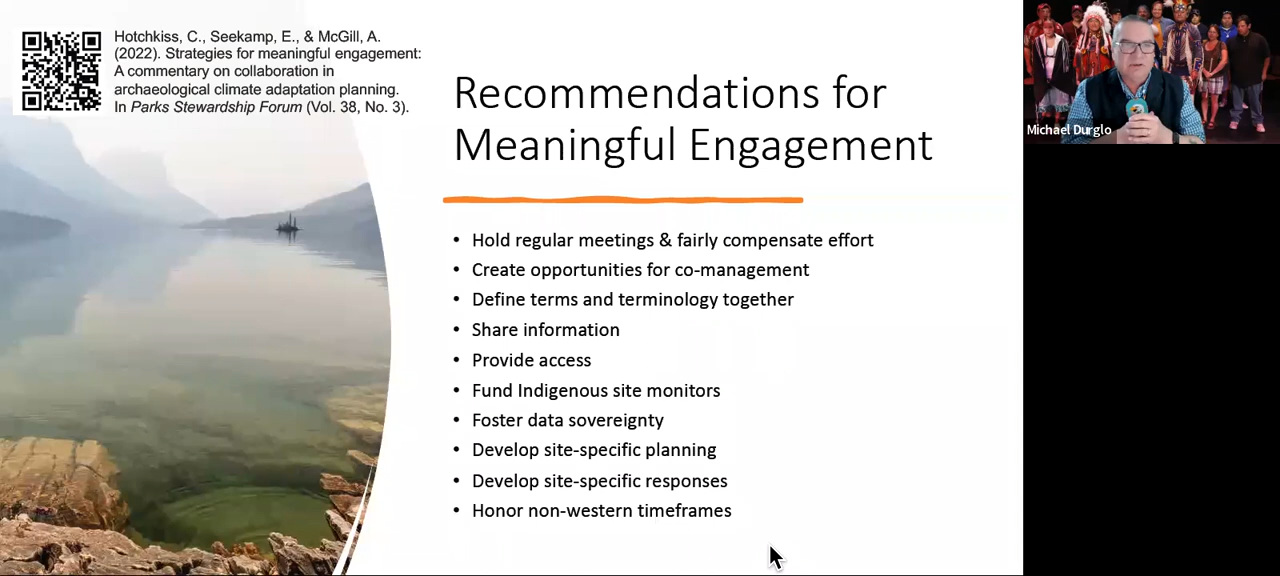 Hotchkiss, C., Seekamp, E., & McGill, A.
(2022). Strategies for meaningful engagement:
A commentary on collaboration in
archaeological climate adaptation planning.
In Parks Stewardship Forum (Vol. 38, No. 3).
Recommendations for
Meaningful Engagement
• Hold regular meetings & fairly compensate effort
• Create opportunities for co-management
• Define terms and terminology together
• Share information
• Provide access
• Fund Indigenous site monitors
• Foster data sovereignty
• Develop site-specific planning
• Develop site-specific responses
• Honor non-western timeframes
Michael Durglo